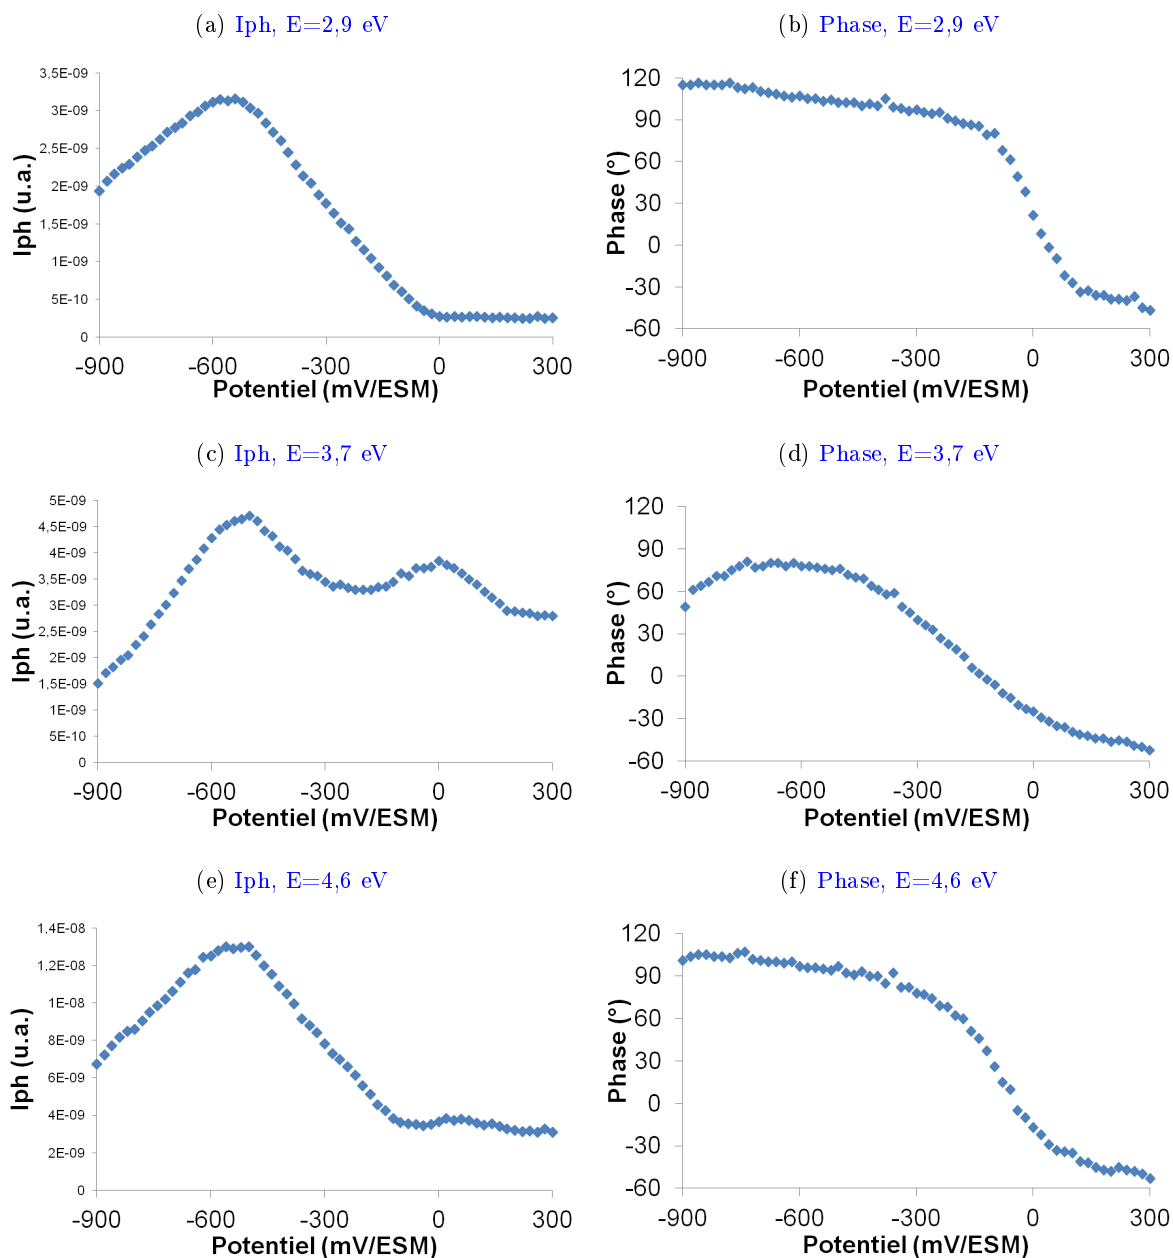 (a) Iph, E=2,9 eV
(b) Phase, E=2,9 eV
3,5E-09
3E-09
2,5E-09
2E-09
1,5E-09
1E-09
5E-10
0
Iph (u.a.)
-900 -600 -300 0 300
Potentiel (mV/ESM)
120
90
60
30
0
-30
-60
Phase (°)
-900 -600 -300 0 300
Potentiel (mV/ESM)
(c) Iph, E=3,7 eV
(d) Phase, E=3,7 eV
5E-09
4,5E-09
4E-09
3,5E-09
3E-09
2,5E-09
2E-09
1,5E-09
1E-09
5E-10
0
Iph (u.a.)
-900 -600 -300 0 300
Potentiel (mV/ESM)
120
90
60
30
0
-30
-60
Phase (°)
-900 -600 -300 0 300
Potentiel (mV/ESM)
(e) Iph, E=4,6 eV
(f) Phase, E=4,6 eV
1,4E-08
1,2E-08
1E-08
8E-09
6E-09
4E-09
2E-09
0
Iph (u.a.)
-900 -600 -300 0 300
Potentiel (mV/ESM)
120
90
60
30
0
-30
-60
Phase (°)
-900 -600 -300 0 300
Potentiel (mV/ESM)